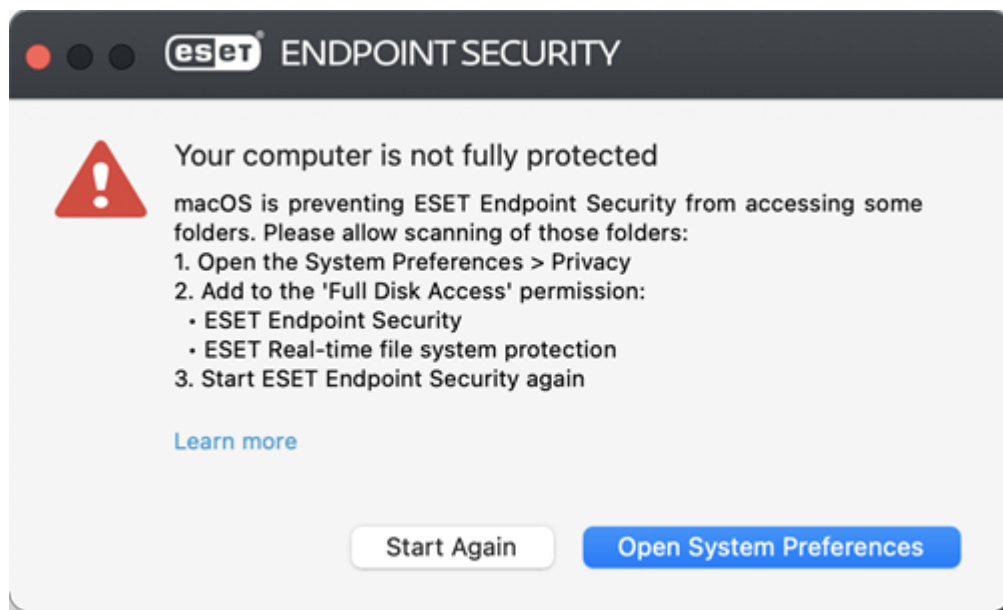 eseT® ENDPOINT SECURITY
Your computer is not fully protected
macOS is preventing ESET Endpoint Security from accessing some
folders. Please allow scanning of those folders:
1. Open the System Preferences > Privacy
2. Add to the 'Full Disk Access' permission:
• ESET Endpoint Security
• ESET Real-time file system protection
3. Start ESET Endpoint Security again
Learn more
Start Again
Open System Preferences